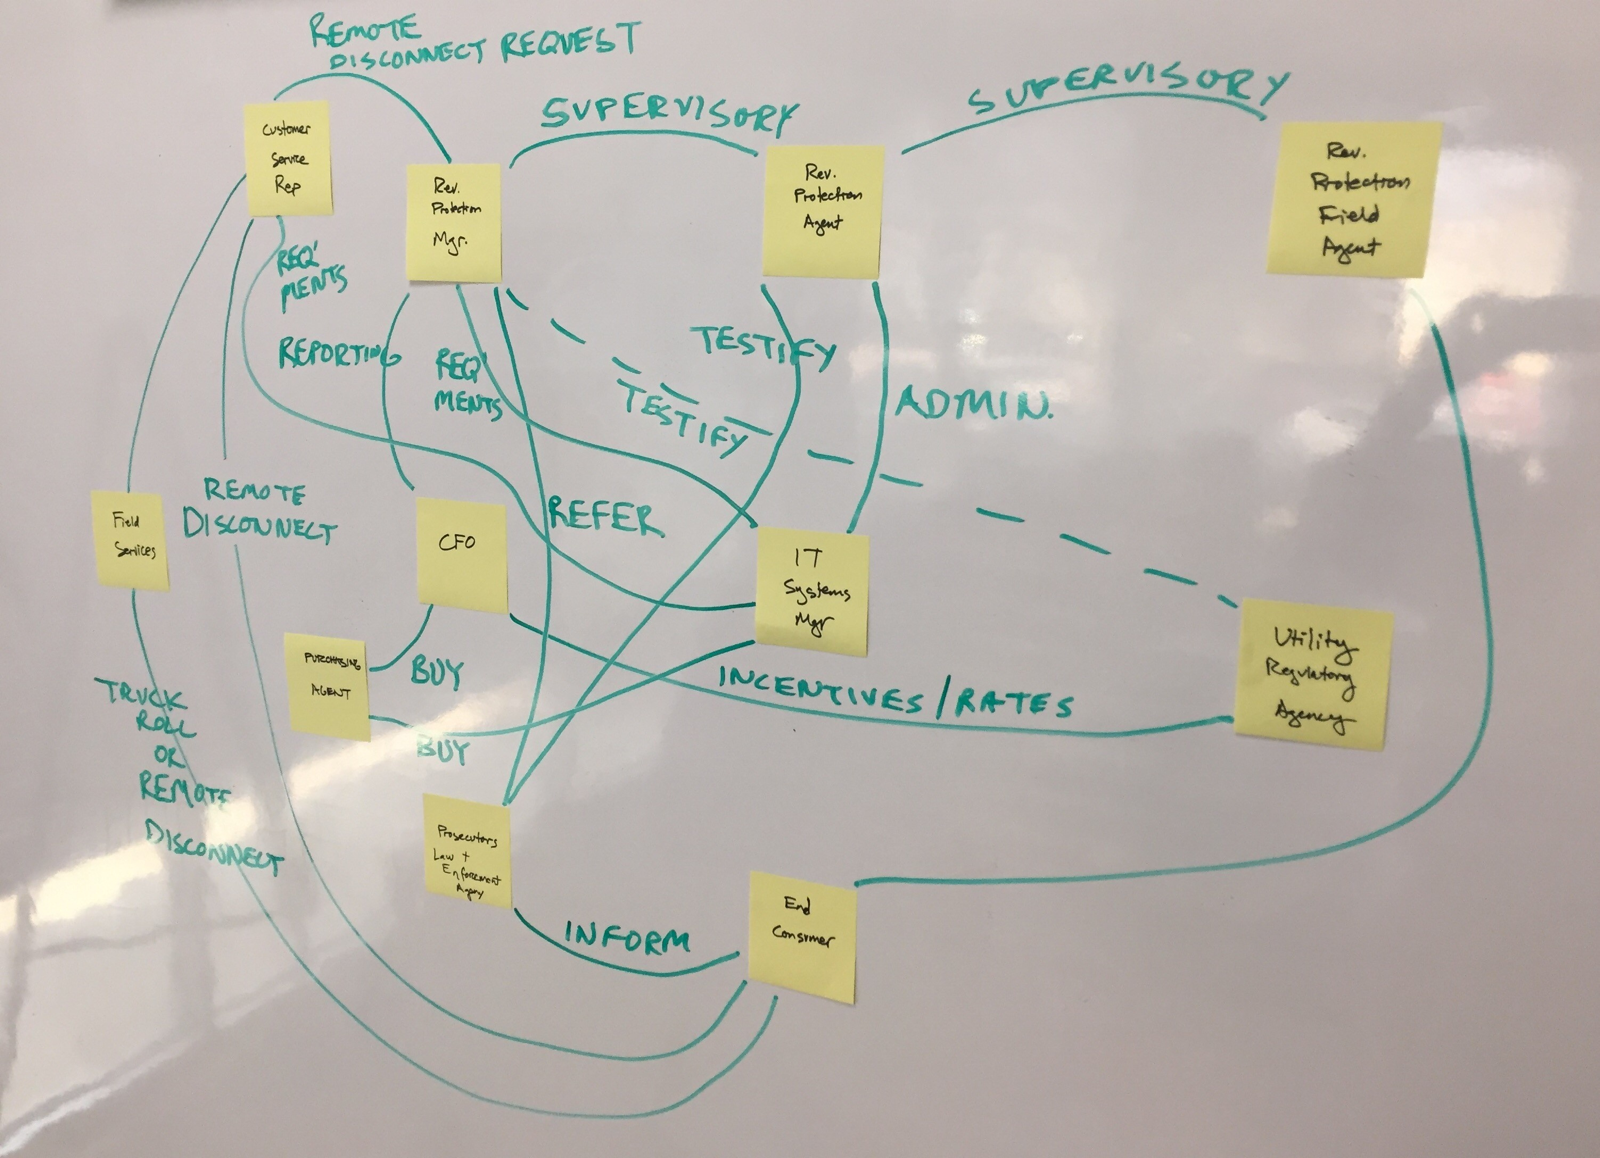 REMOTE
DISCONNECT REQUEST
SUPERVISORY
SUPERVISORY
Customer
Service
Rep
Rev.
Protection
Mgr.
Rev.
Protection
Agent
Rev.
Protection
Field
Agent
REQ'
MENTS
REPORTING
REQ'
MENTS
TESTIFY
TESTIFY
ADMIN.
REMOTE
DISCONNECT
REFER
Field
Services
CFO
IT
Systems
Mgr
Utility
Regulatory
Agency
PURCHASING
AGENT
BUY
BUY
INCENTIVES/RATES
TRUCK
ROLL
OR
REMOTE
DISCONNECT
Prosecutors
Law +
Enforcement
Agency
INFORM
End
Consumer